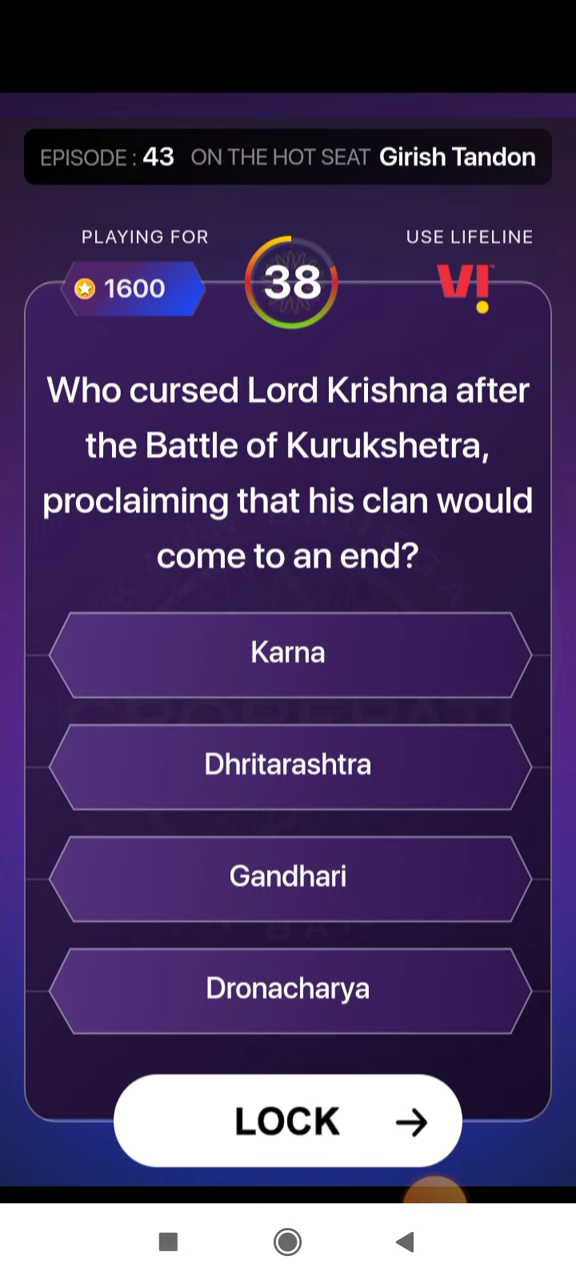 EPISODE : 43 ON THE HOT SEAT Girish Tandon
PLAYING FOR
USE LIFELINE
1600
38
VI
Who cursed Lord Krishna after
the Battle of Kurukshetra,
proclaiming that his clan would
come to an end?
Karna
Dhritarashtra
Gandhari
Dronacharya
LOCK